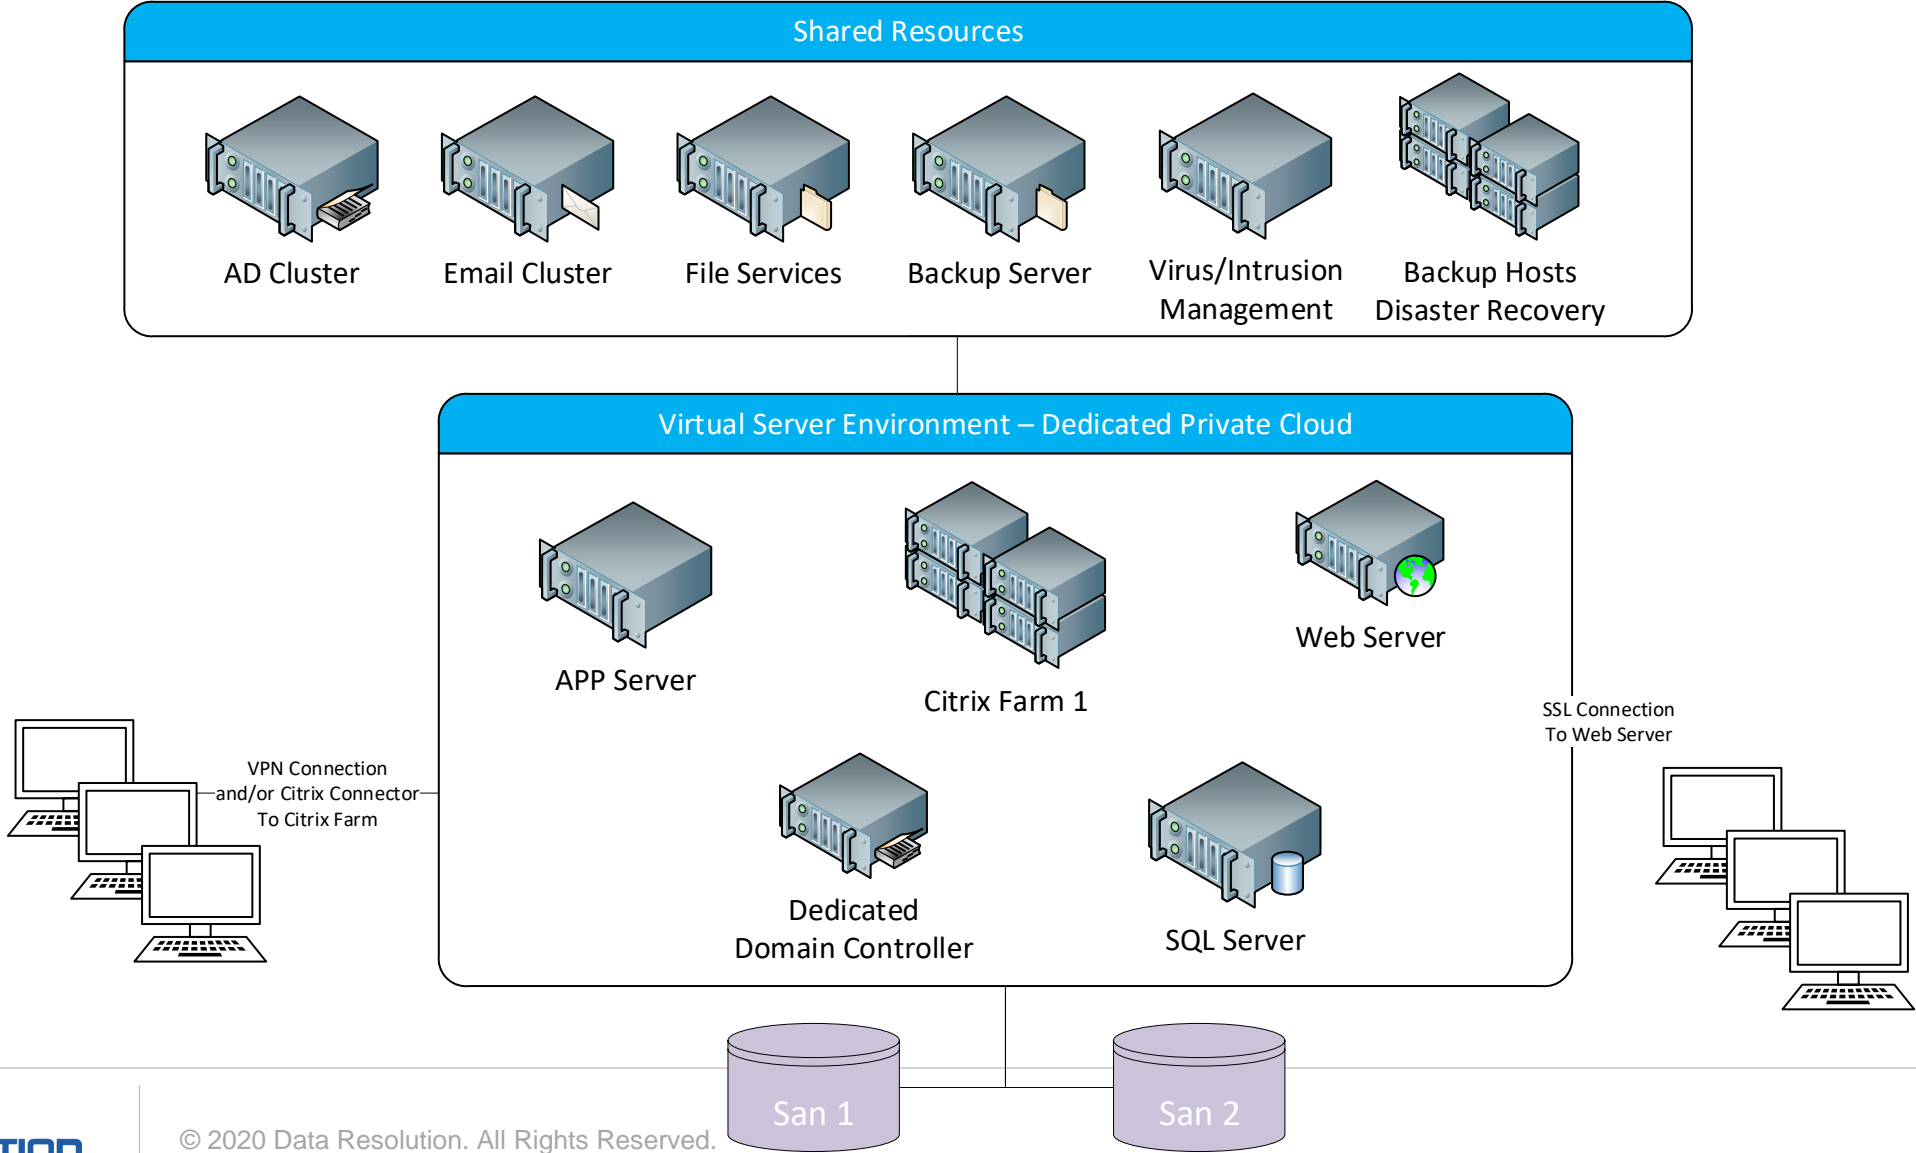 Shared Resources
AD Cluster
Email Cluster
File Services
Backup Server
Virus/Intrusion
Management
Backup Hosts
Disaster Recovery
Virtual Server Environment – Dedicated Private Cloud
APP Server
Citrix Farm 1
Web Server
SSL Connection
To Web Server
VPN Connection
and/or Citrix Connector
To Citrix Farm
Dedicated
Domain Controller
SQL Server
San 1
San 2
© 2020 Data Resolution. All Rights Reserved.